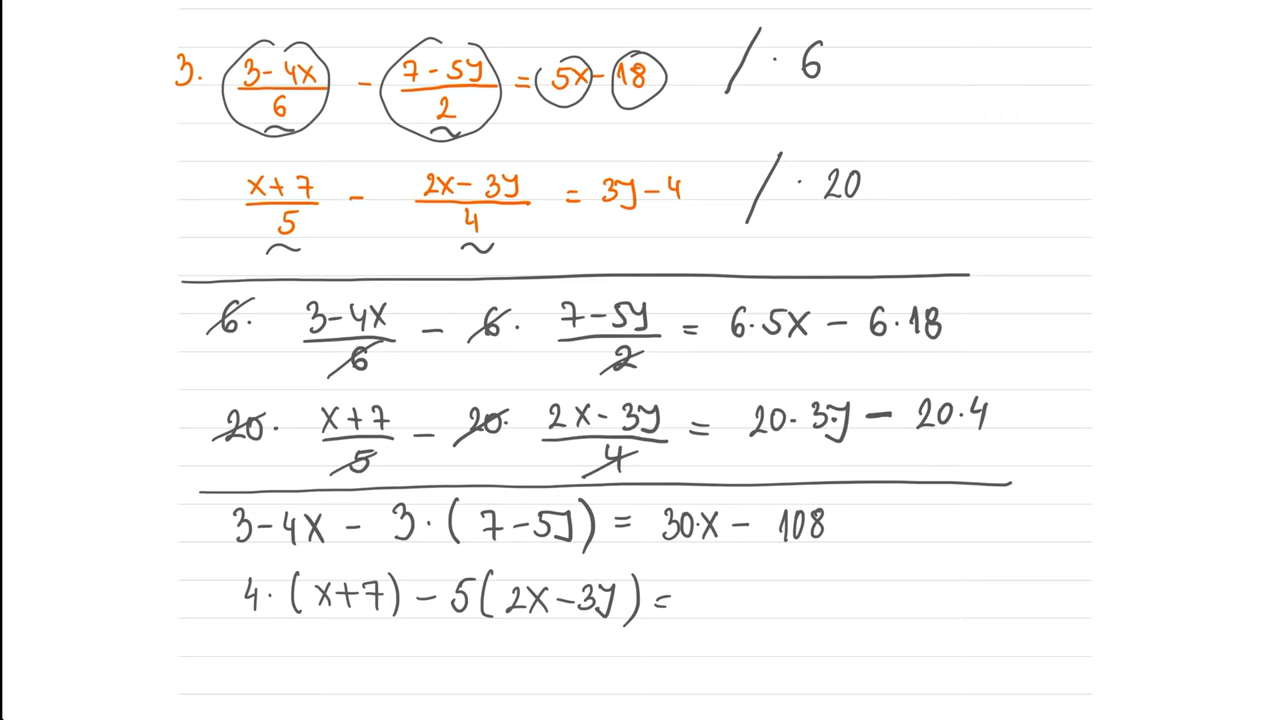 3. (3-4x)/6 - (7-5y)/2 = 5x-18 / · 6
(x+7)/5 - (2x-3y)/4 = 3y-4 / · 20
6· (3-4x)/6 - 6· (7-5y)/2 = 6·5x - 6·18
20· (x+7)/5 - 20· (2x-3y)/4 = 20·3y - 20·4
3-4x - 3·(7-5y) = 30·x - 108
4·(x+7) - 5(2x-3y) =